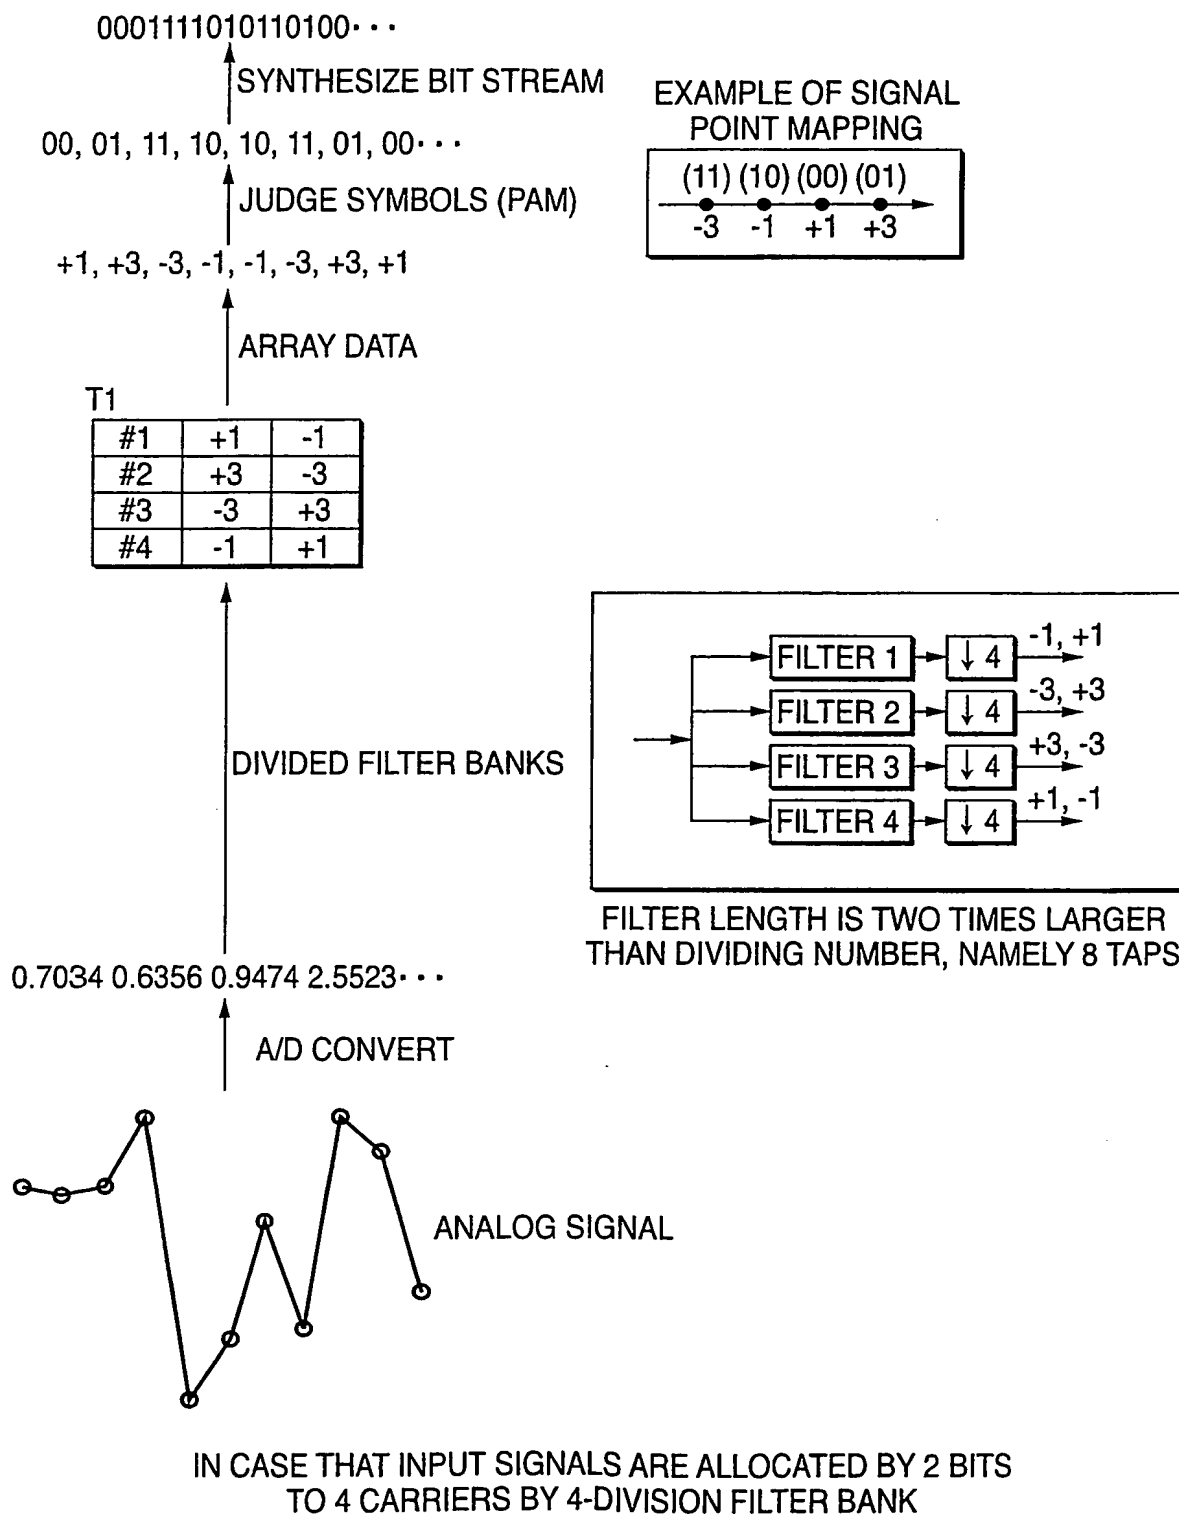 0001111010110100···
SYNTHESIZE BIT STREAM
00, 01, 11, 10, 10, 11, 01, 00···
JUDGE SYMBOLS (PAM)
+1, +3, -3, -1, -1, -3, +3, +1
ARRAY DATA
EXAMPLE OF SIGNAL
POINT MAPPING
(11) (10) (00) (01)
-3 -1 +1 +3
T1
#1 +1 -1
#2 +3 -3
#3 -3 +3
#4 -1 +1
DIVIDED FILTER BANKS
FILTER 1 ↓ 4 -1, +1
FILTER 2 ↓ 4 -3, +3
FILTER 3 ↓ 4 +3, -3
FILTER 4 ↓ 4 +1, -1
FILTER LENGTH IS TWO TIMES LARGER
THAN DIVIDING NUMBER, NAMELY 8 TAPS
0.7034 0.6356 0.9474 2.5523···
A/D CONVERT
ANALOG SIGNAL
IN CASE THAT INPUT SIGNALS ARE ALLOCATED BY 2 BITS
TO 4 CARRIERS BY 4-DIVISION FILTER BANK